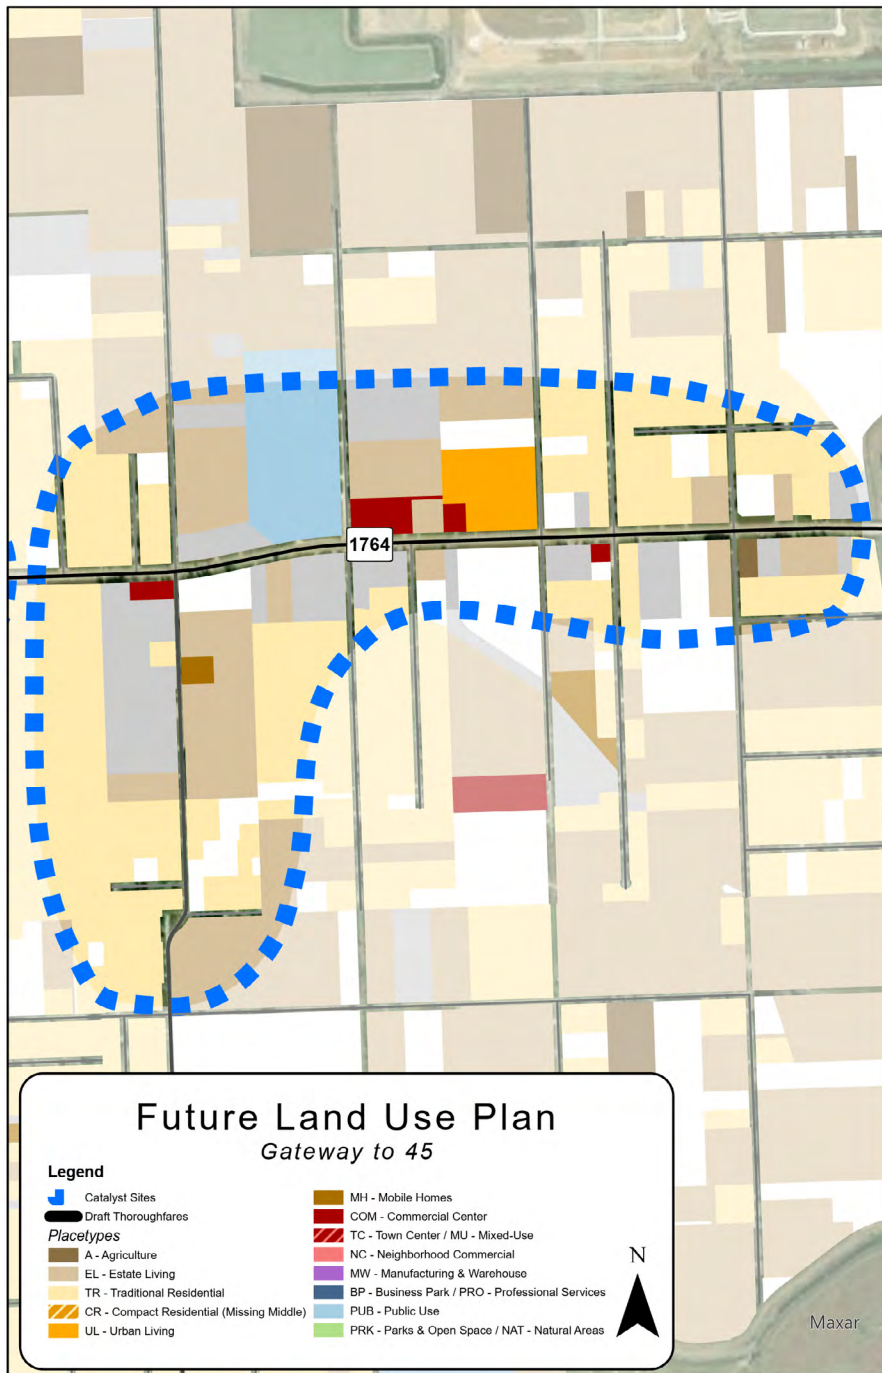 1764
Future Land Use Plan
Gateway to 45
Legend
Catalyst Sites
Draft Thoroughfares
Placetypes
A - Agriculture
EL - Estate Living
TR - Traditional Residential
CR - Compact Residential (Missing Middle)
UL - Urban Living
MH - Mobile Homes
COM - Commercial Center
TC - Town Center / MU - Mixed-Use
NC - Neighborhood Commercial
MW - Manufacturing & Warehouse
BP - Business Park / PRO - Professional Services
PUB - Public Use
PRK - Parks & Open Space / NAT - Natural Areas
N
Maxar